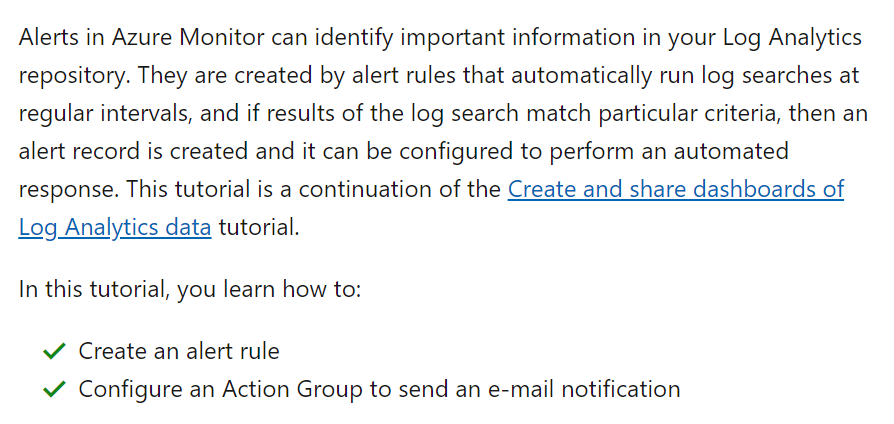 Alerts in Azure Monitor can identify important information in your Log Analytics
repository. They are created by alert rules that automatically run log searches at
regular intervals, and if results of the log search match particular criteria, then an
alert record is created and it can be configured to perform an automated
response. This tutorial is a continuation of the Create and share dashboards of
Log Analytics data tutorial.
In this tutorial, you learn how to:
Create an alert rule
Configure an Action Group to send an e-mail notification